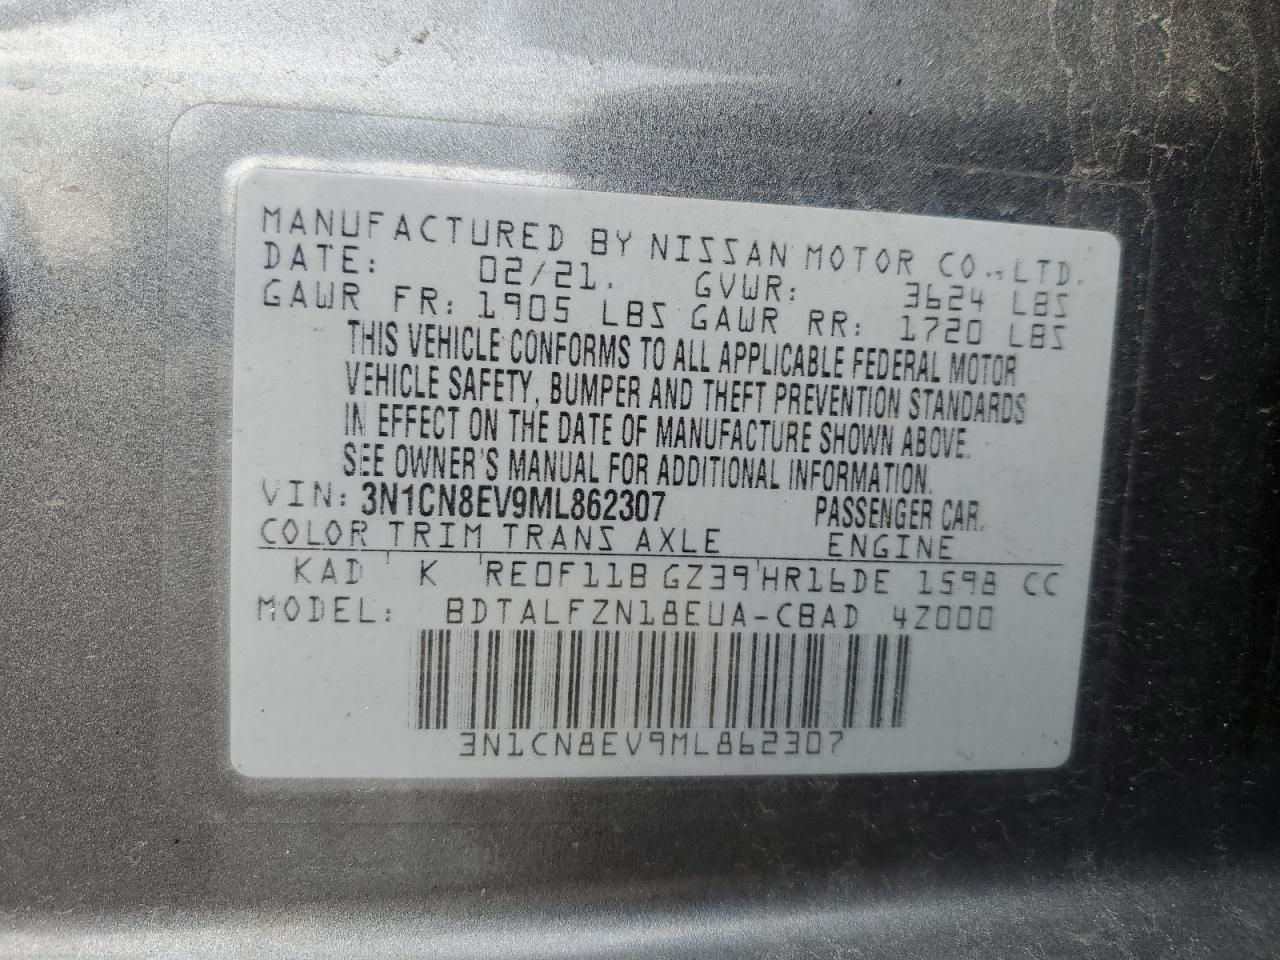 MANUFACTURED BY NISSAN MOTOR CO., LTD.
DATE: 02/21. GVWR: 3624 LBS
GAWR FR: 1905 LBS GAWR RR: 1720 LBS
THIS VEHICLE CONFORMS TO ALL APPLICABLE FEDERAL MOTOR
VEHICLE SAFETY, BUMPER AND THEFT PREVENTION STANDARDS
IN EFFECT ON THE DATE OF MANUFACTURE SHOWN ABOVE.
SEE OWNER'S MANUAL FOR ADDITIONAL INFORMATION.
VIN: 3N1CN8EV9ML862307 PASSENGER CAR.
COLOR TRIM TRANS AXLE ENGINE
KAD K RE0F11B GZ39 HR16DE 1598 CC
MODEL: BDTALFZN18EUA-CBAD 4Z000
3N1CN8EV9ML862307